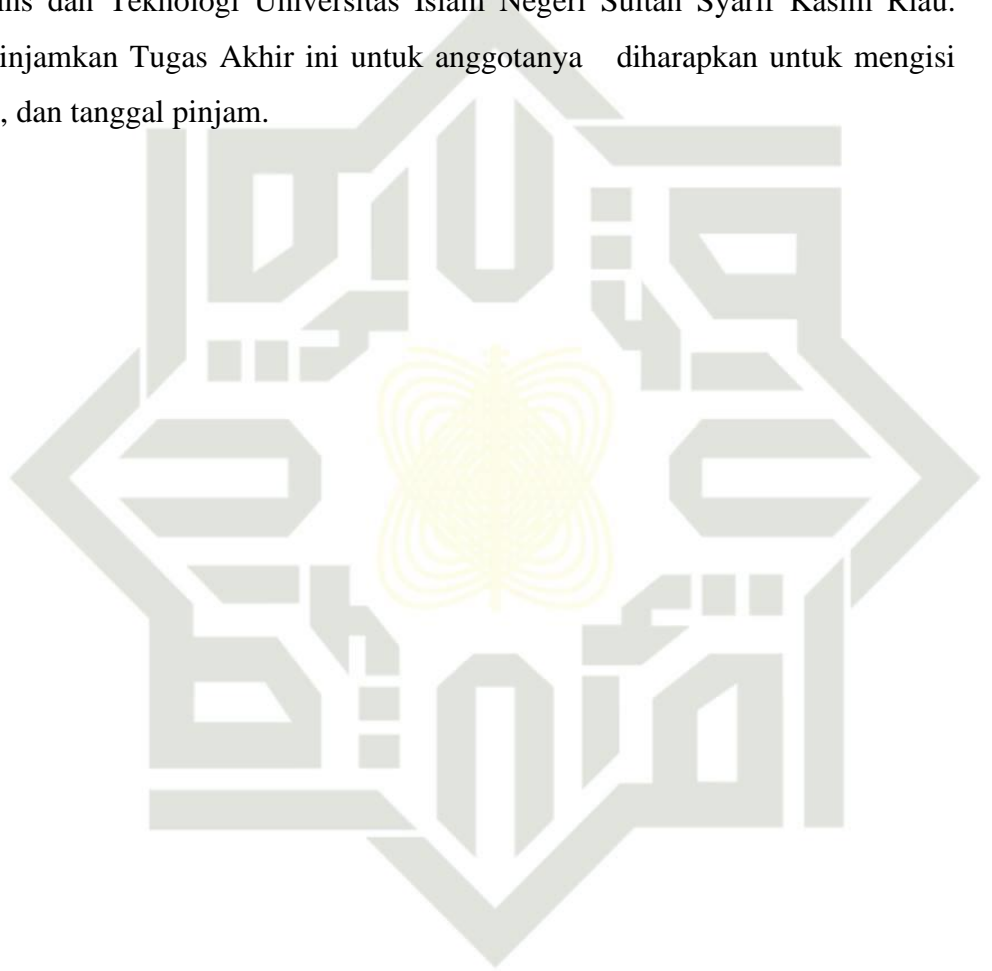 dan Teknologi Universitas Islam Negeri Sultan Syarif Kasim Riau.
injamkan Tugas Akhir ini untuk anggotanya diharapkan untuk mengisi
, dan tanggal pinjam.